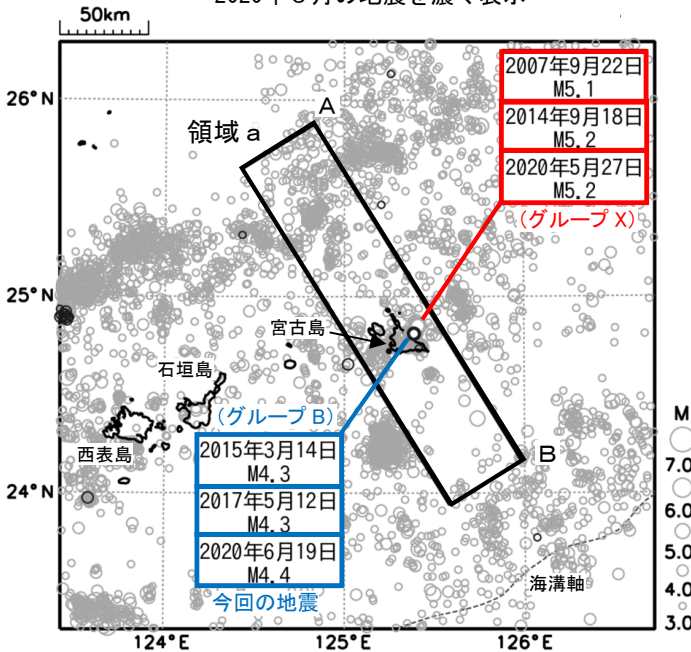 50km
26°N
25°N
24°N
124°E
125°E
126°E
領域a
A
B
2007年9月22日
M5.1
2014年9月18日
M5.2
2020年5月27日
M5.2
(グループX)
宮古島
石垣島
西表島
(グループB)
2015年3月14日
M4.3
2017年5月12日
M4.3
2020年6月19日
M4.4
今回の地震
海溝軸
M
7.0
6.0
5.0
4.0
3.0